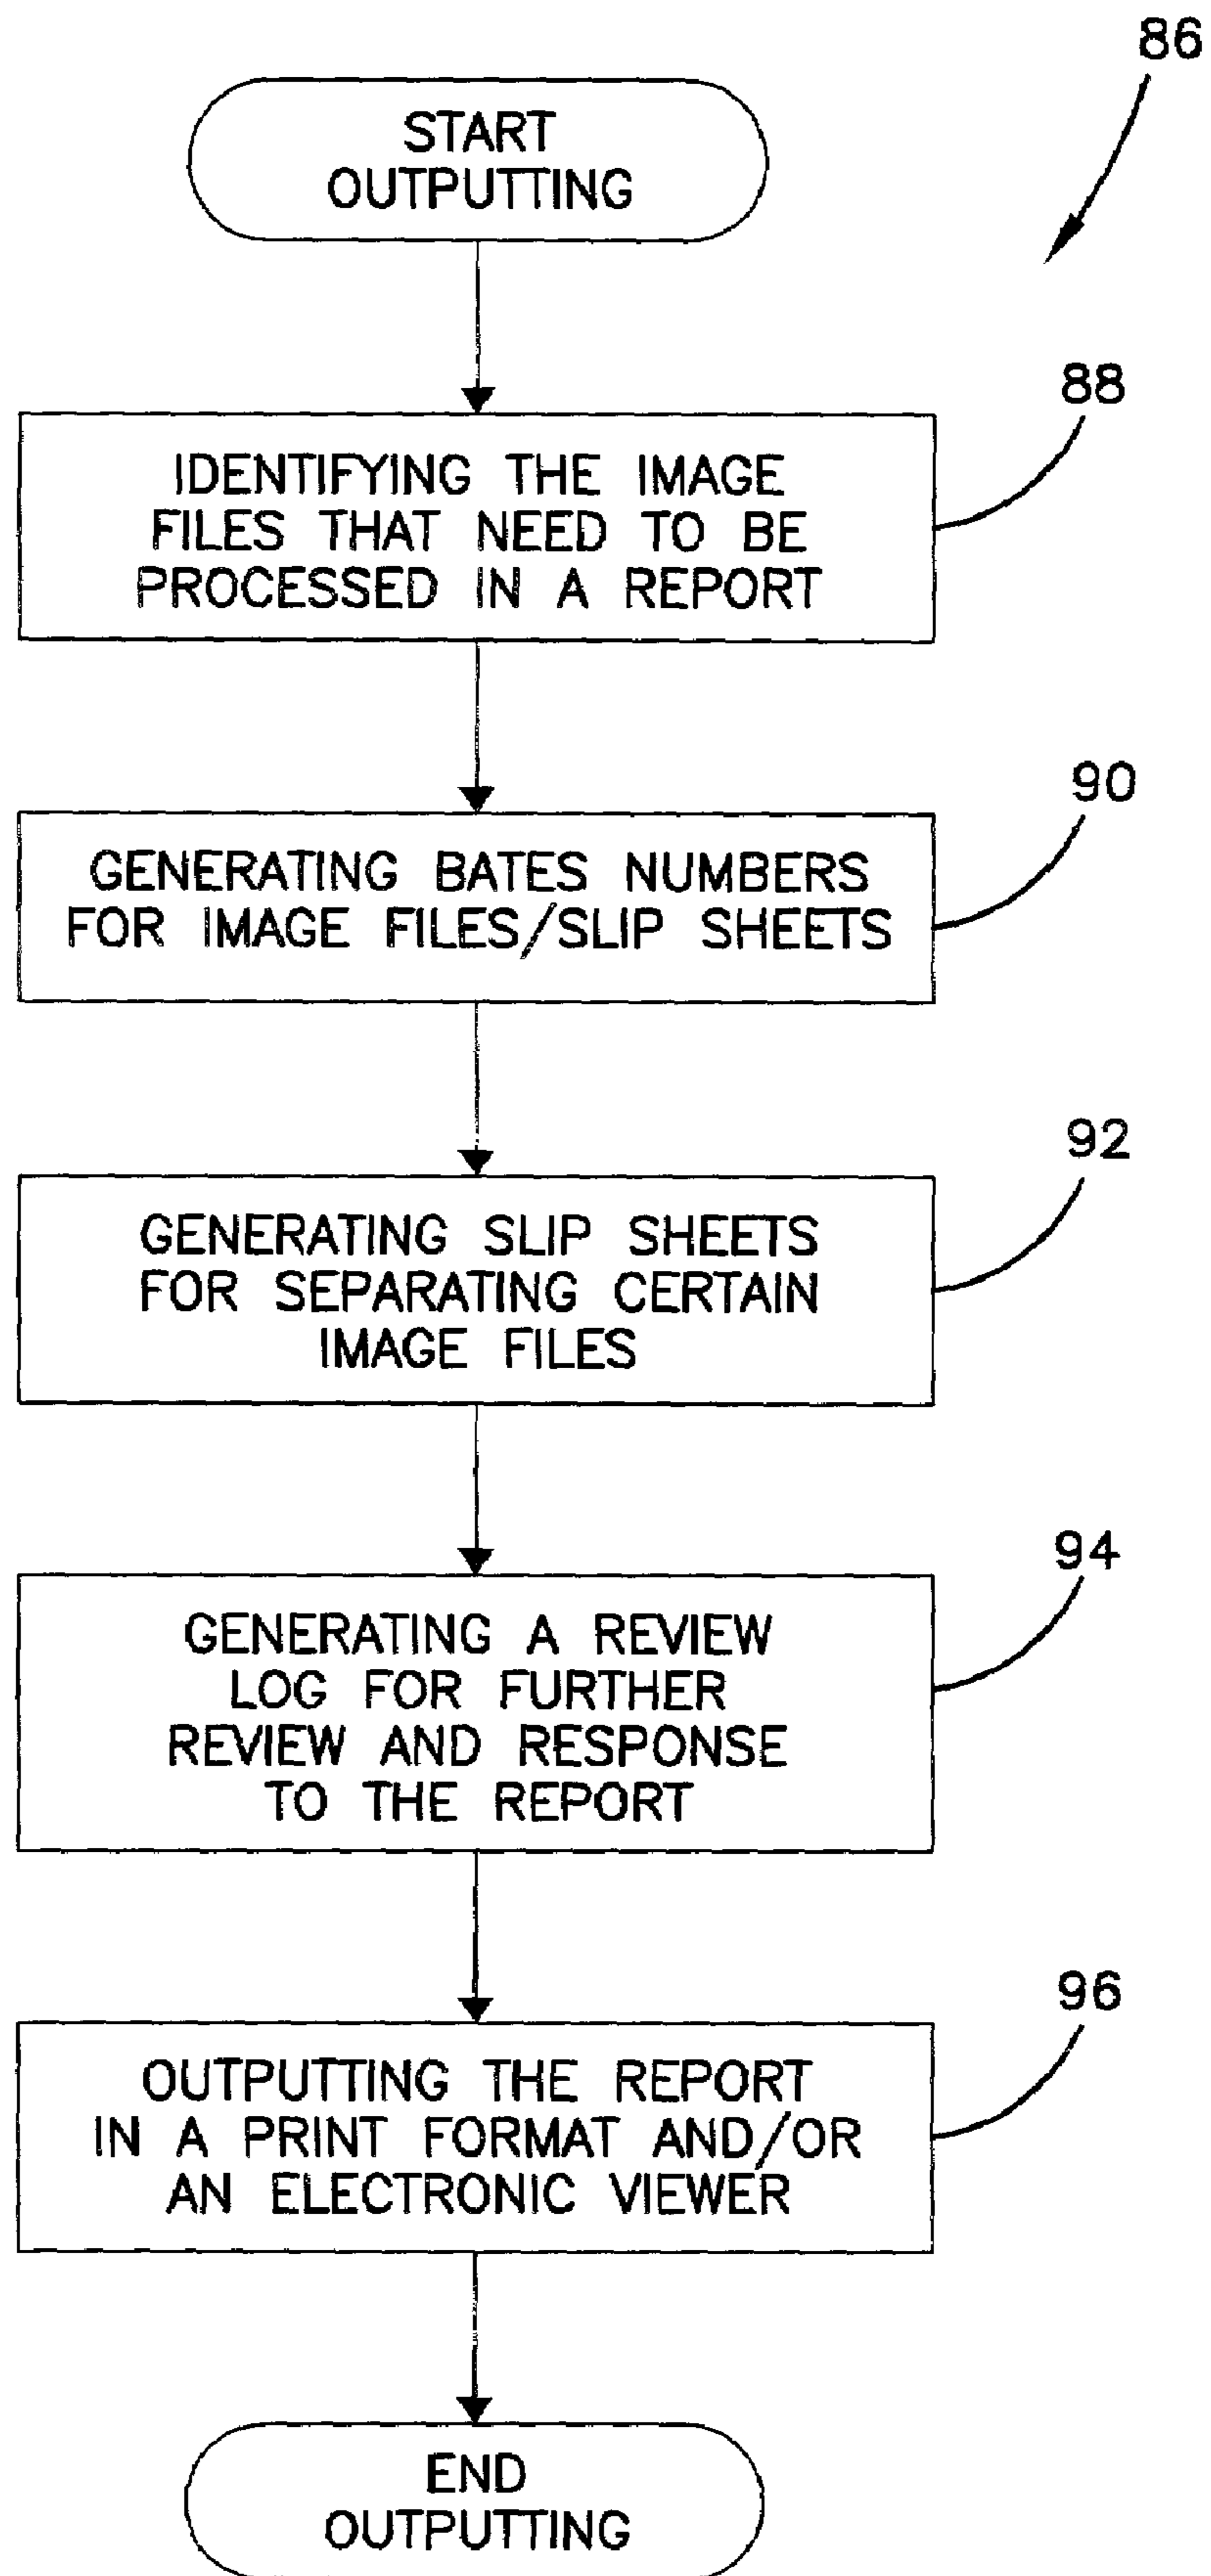 86
START
OUTPUTTING
88
IDENTIFYING THE IMAGE
FILES THAT NEED TO BE
PROCESSED IN A REPORT
90
GENERATING BATES NUMBERS
FOR IMAGE FILES/SLIP SHEETS
92
GENERATING SLIP SHEETS
FOR SEPARATING CERTAIN
IMAGE FILES
94
GENERATING A REVIEW
LOG FOR FURTHER
REVIEW AND RESPONSE
TO THE REPORT
96
OUTPUTTING THE REPORT
IN A PRINT FORMAT AND/OR
AN ELECTRONIC VIEWER
END
OUTPUTTING